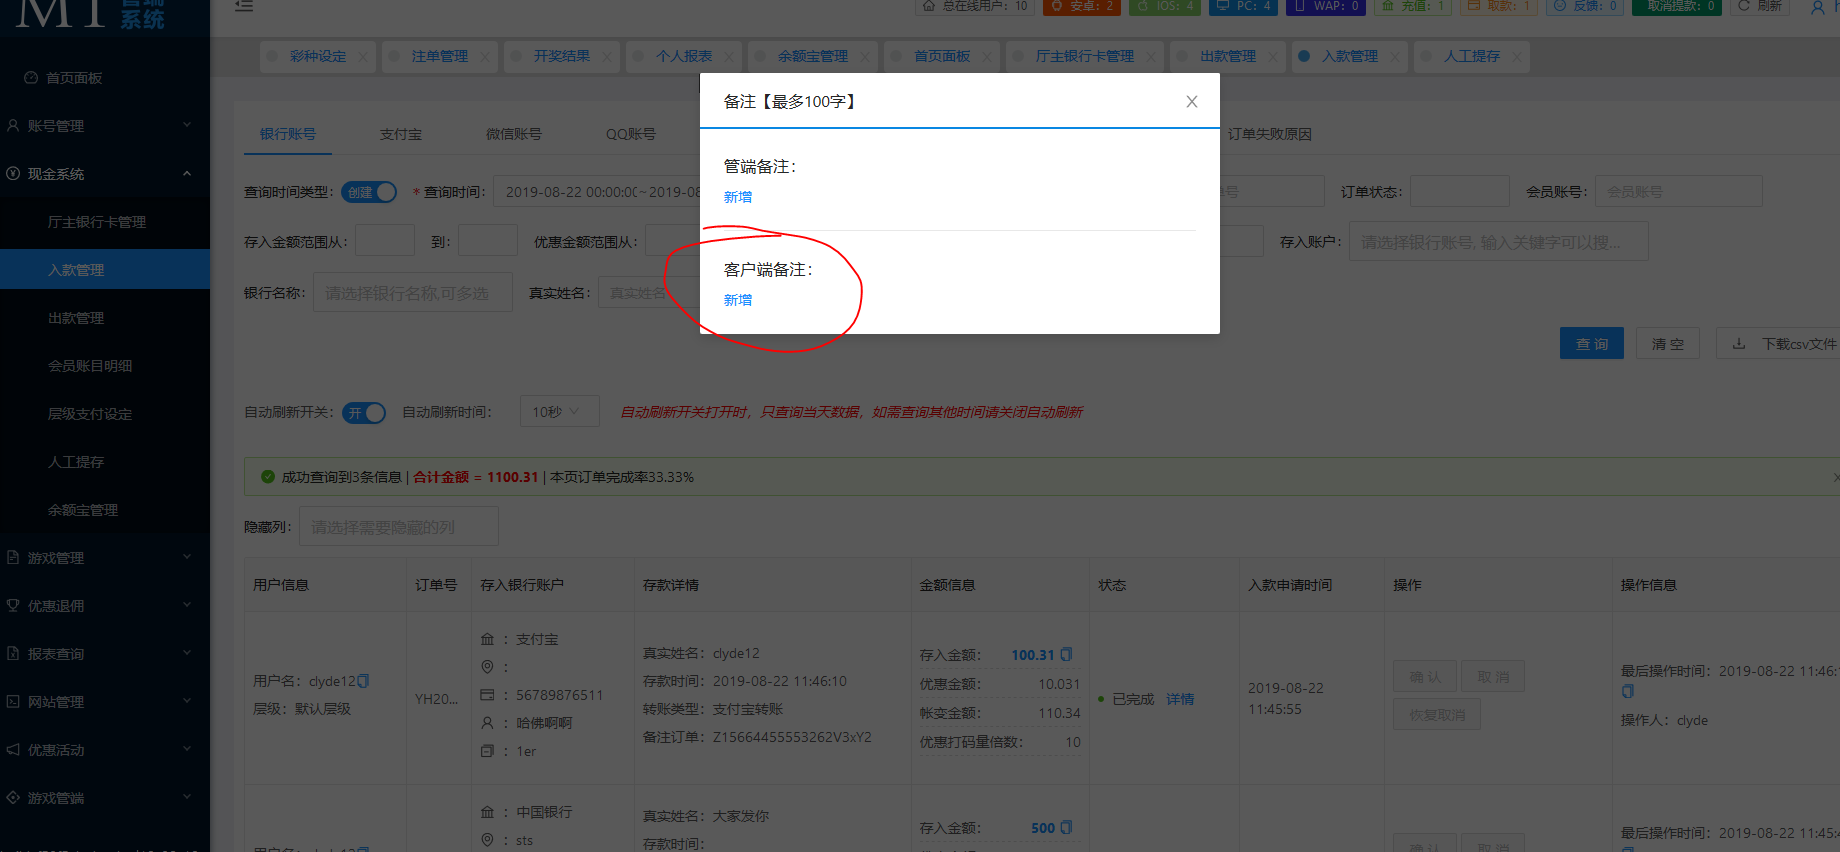 MT 管端
系统
总在线用户：10 安卓：2 IOS：4 PC：4 WAP：0 充值：1 取款：1 反馈：0 取消提款：0 刷新
彩种设定 注单管理 开奖结果 个人报表 余额宝管理 首页面板 厅主银行卡管理 出款管理 入款管理 人工提存
首页面板
账号管理
现金系统
厅主银行卡管理
入款管理
出款管理
会员账目明细
层级支付设定
人工提存
余额宝管理
游戏管理
优惠退佣
报表查询
网站管理
优惠活动
游戏管端
备注【最多100字】
管端备注：
新增
客户端备注：
新增
银行账号 支付宝 微信账号 QQ账号 订单失败原因
查询时间类型： 创建 * 查询时间： 2019-08-22 00:00:00 ~ 2019-08 单号 订单状态： 会员账号： 会员账号
存入金额范围从： 到： 优惠金额范围从： 存入账户： 请选择银行账号, 输入关键字可以搜...
银行名称： 请选择银行名称,可多选 真实姓名： 真实姓名
查 询 清 空 下载csv文件
自动刷新开关： 开 自动刷新时间： 10秒 自动刷新开关打开时，只查询当天数据，如需查询其他时间请关闭自动刷新
成功查询到3条信息 | 合计金额 = 1100.31 | 本页订单完成率33.33%
隐藏列： 请选择需要隐藏的列
用户信息 订单号 存入银行账户 存款详情 金额信息 状态 入款申请时间 操作 操作信息
用户名：clyde12
层级：默认层级
YH20...
：支付宝
：
：56789876511
：哈佛啊啊
：1er
真实姓名：clyde12
存款时间：2019-08-22 11:46:10
转账类型：支付宝转账
备注订单：Z15664455553262V3xY2
存入金额： 100.31
优惠金额： 10.031
帐变金额： 110.34
优惠打码量倍数： 10
已完成 详情
2019-08-22
11:45:55
确 认 取 消
恢复取消
最后操作时间：2019-08-22 11:46:
操作人：clyde
：中国银行
：sts
真实姓名：大家发你
存款时间：
存入金额： 500
确 认 取 消
最后操作时间：2019-08-22 11:45:4